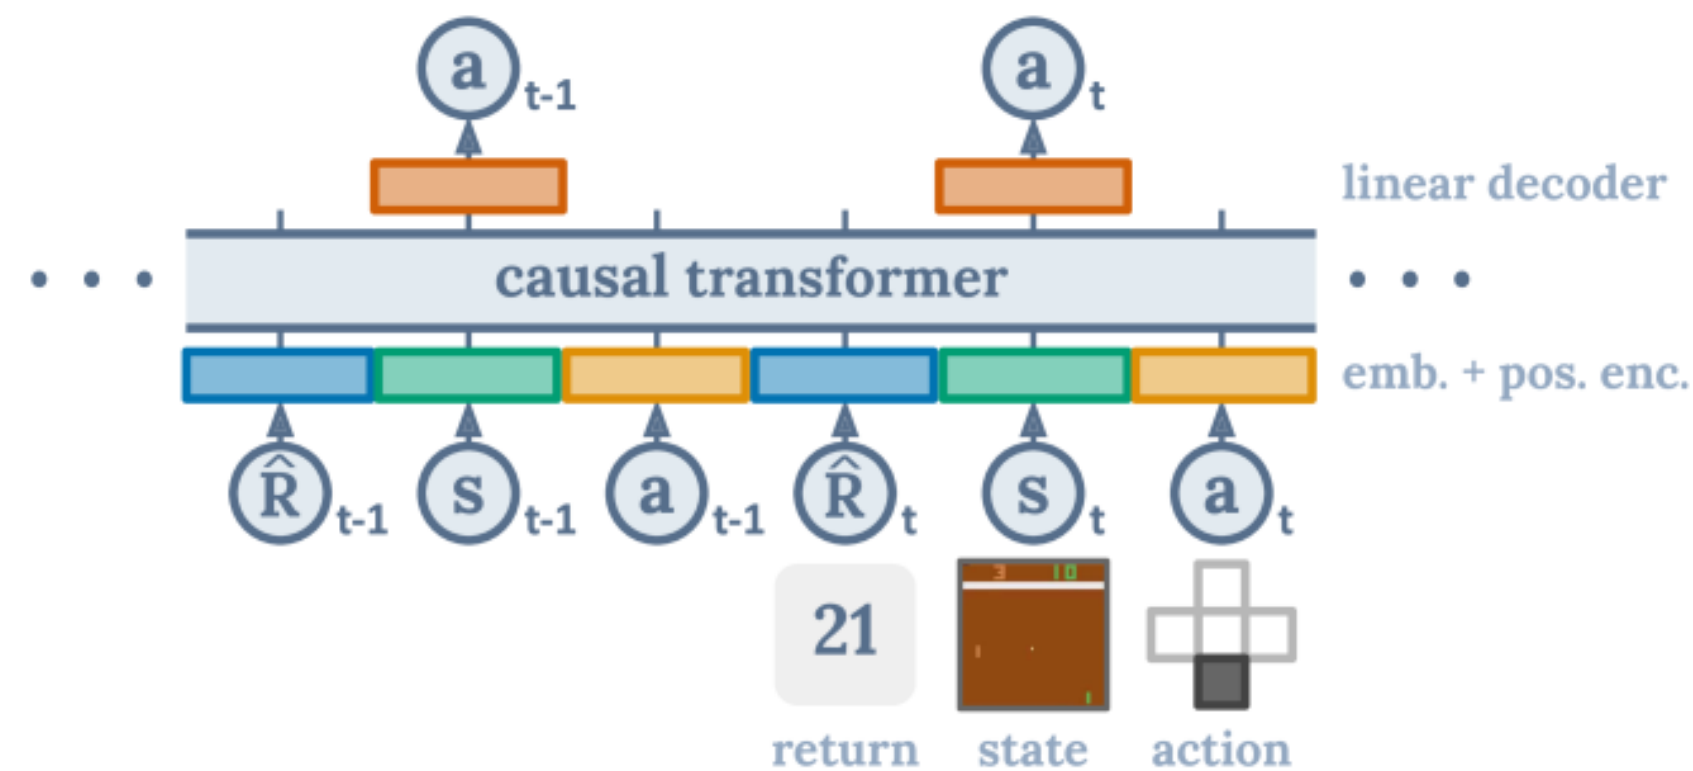 a t-1 a t
linear decoder
causal transformer
emb. + pos. enc.
R̂ t-1 s t-1 a t-1 R̂ t s t a t
3 10
21
return state action